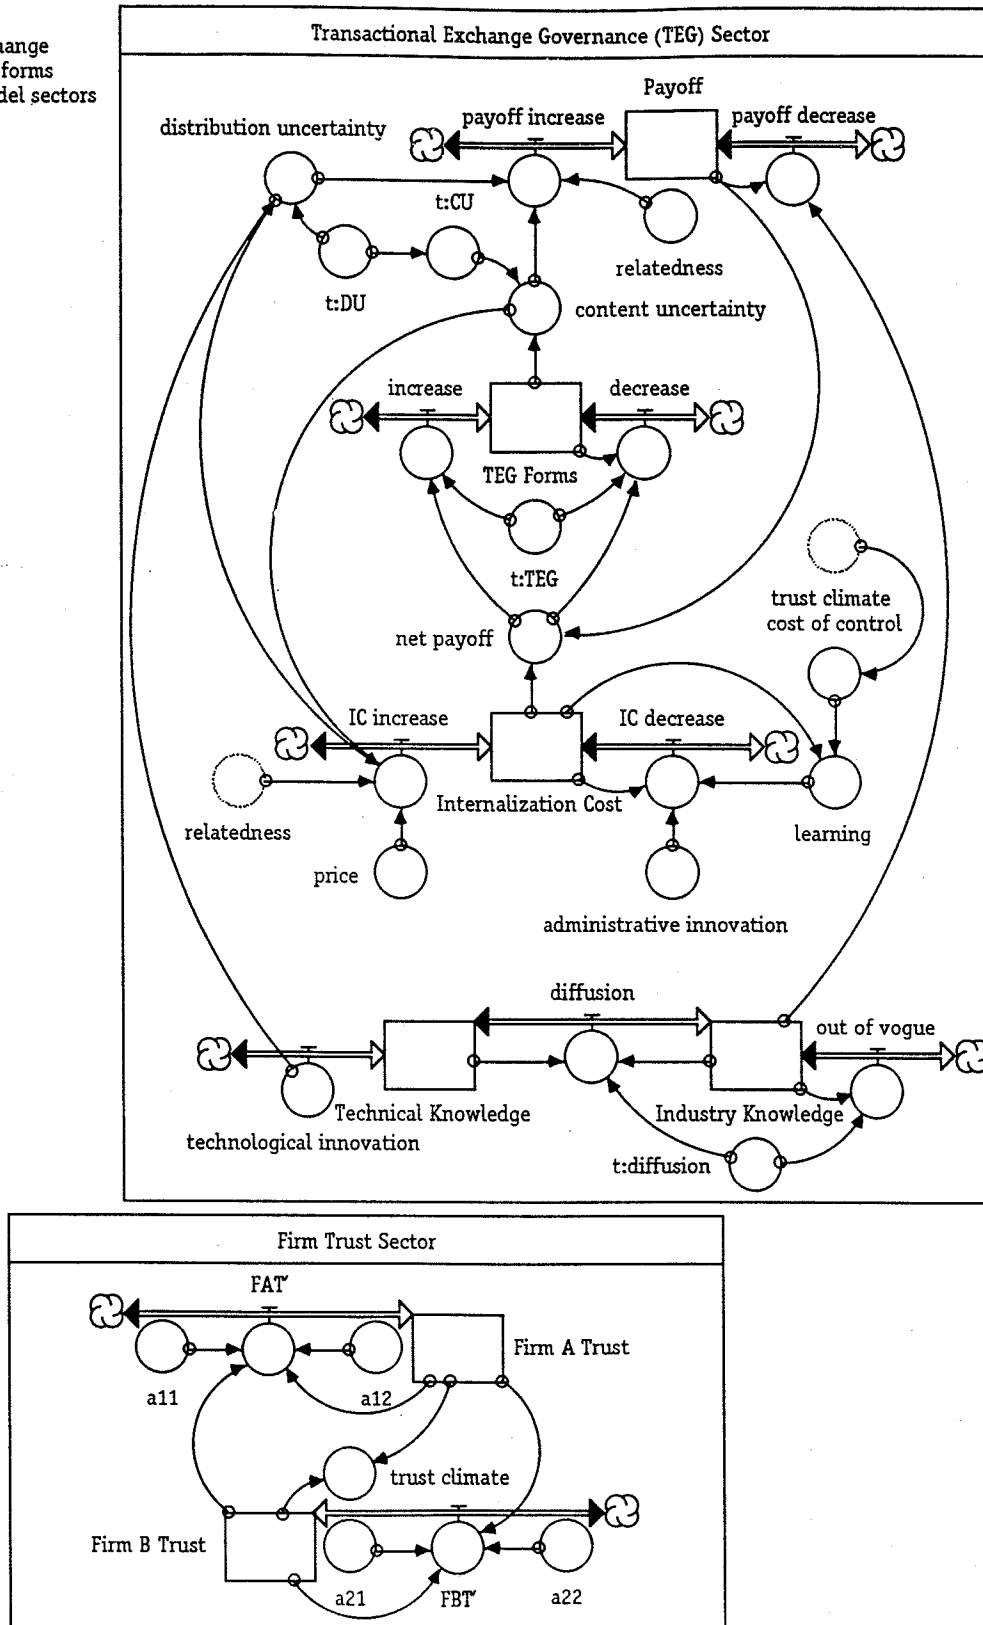 forms
del sectors
Transactional Exchange Governance (TEG) Sector
Payoff
payoff increase
payoff decrease
distribution uncertainty
t:CU
relatedness
t:DU
content uncertainty
increase
decrease
TEG Forms
t:TEG
trust climate
cost of control
net payoff
IC increase
IC decrease
Internalization Cost
relatedness
learning
price
administrative innovation
diffusion
out of vogue
Technical Knowledge
Industry Knowledge
technological innovation
t:diffusion
Firm Trust Sector
FAT'
Firm A Trust
a11
a12
trust climate
Firm B Trust
a21
FBT'
a22